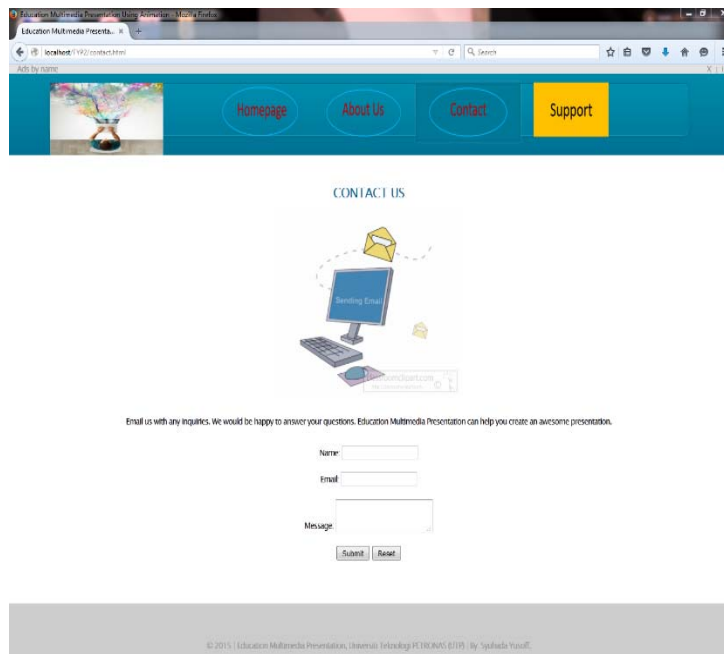 Education Multimedia Presentation Using Animation - Mozilla Firefox
Education Multimedia Presenta... × +
localhost/FYP2/contact.html Search
Ads by name X
Homepage About Us Contact Support
CONTACT US
Sending Email
Email us with any inquiries. We would be happy to answer your questions. Education Multimedia Presentation can help you create an awesome presentation.
Name:
Email:
Message:
Submit Reset
© 2015 | Education Multimedia Presentation, Universiti Teknologi PETRONAS (UTP) | By Syuhada Yusoff.